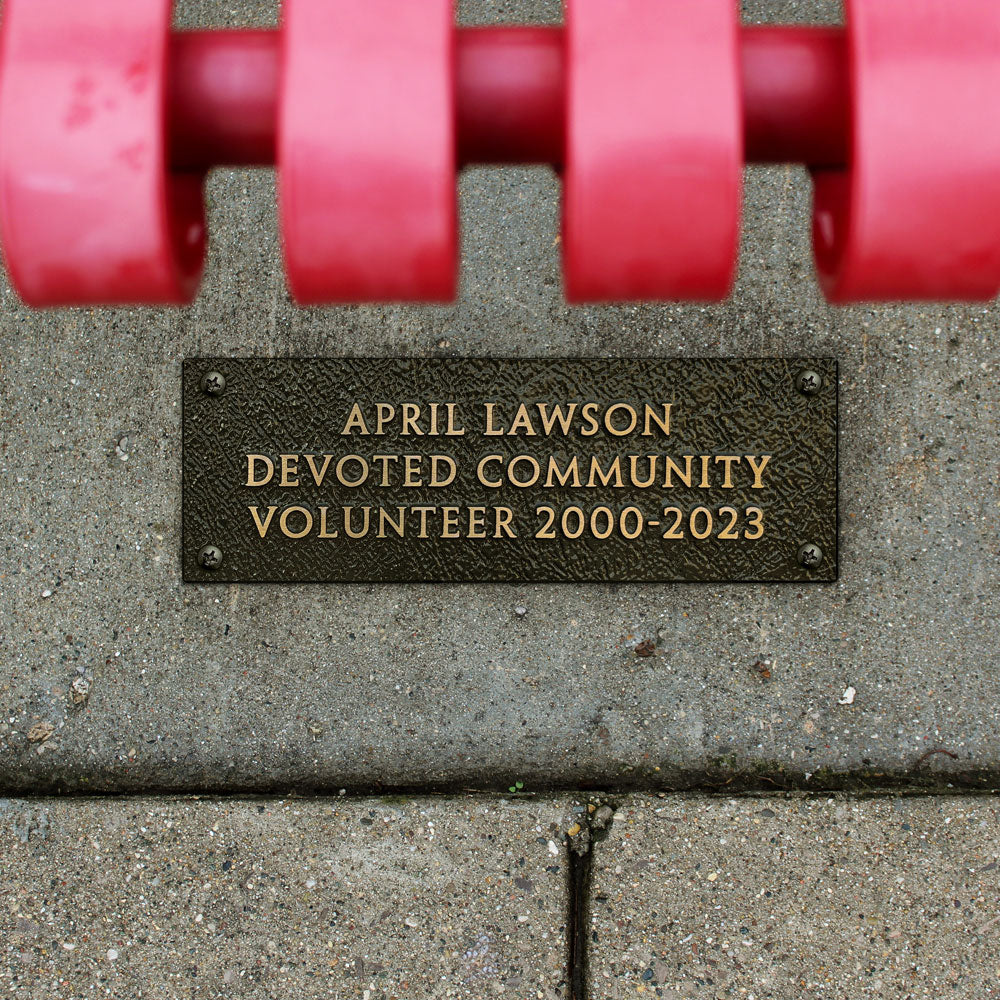 APRIL LAWSON
DEVOTED COMMUNITY
VOLUNTEER 2000-2023